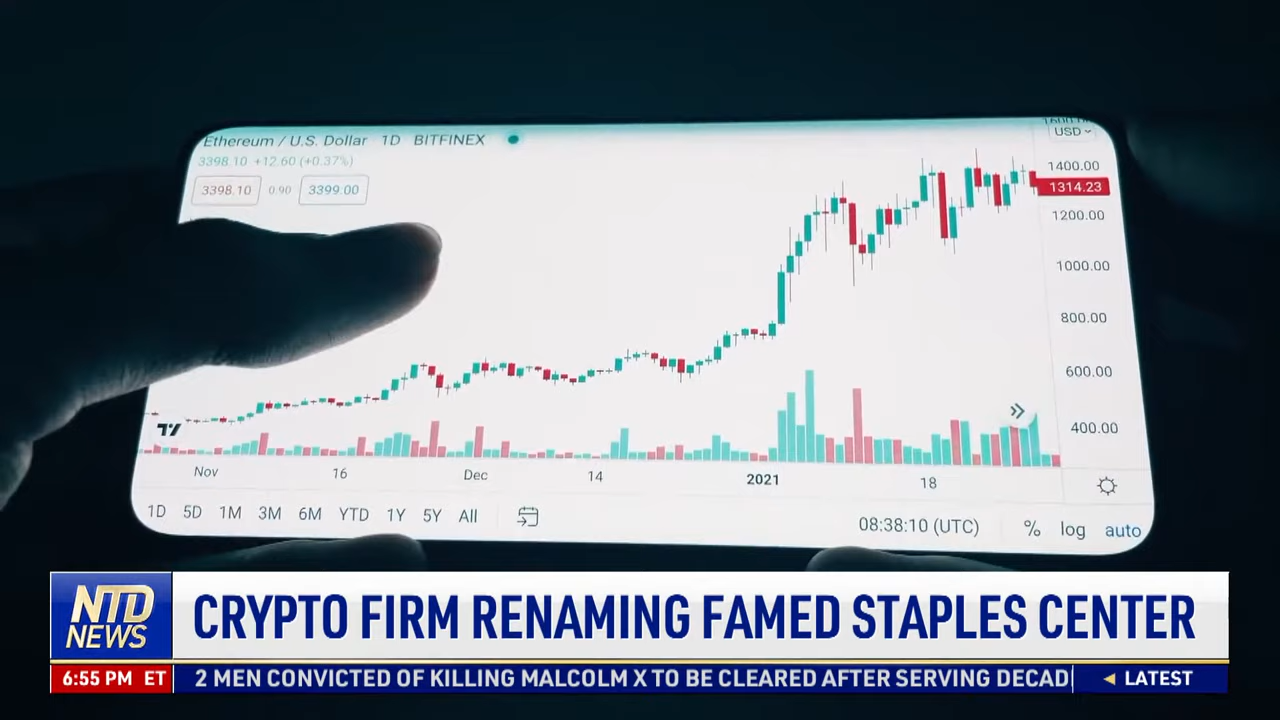 Ethereum / U.S. Dollar 1D BITFINEX
USD
3398.10 +12.60 (+0.37%)
3398.10 0.90 3399.00
1400.00
1314.23
1200.00
1000.00
800.00
600.00
400.00
Nov 16 Dec 14 2021 18
1D 5D 1M 3M 6M YTD 1Y 5Y All 08:38:10 (UTC) % log auto
NTD
NEWS
CRYPTO FIRM RENAMING FAMED STAPLES CENTER
6:55 PM ET 2 MEN CONVICTED OF KILLING MALCOLM X TO BE CLEARED AFTER SERVING DECAD LATEST